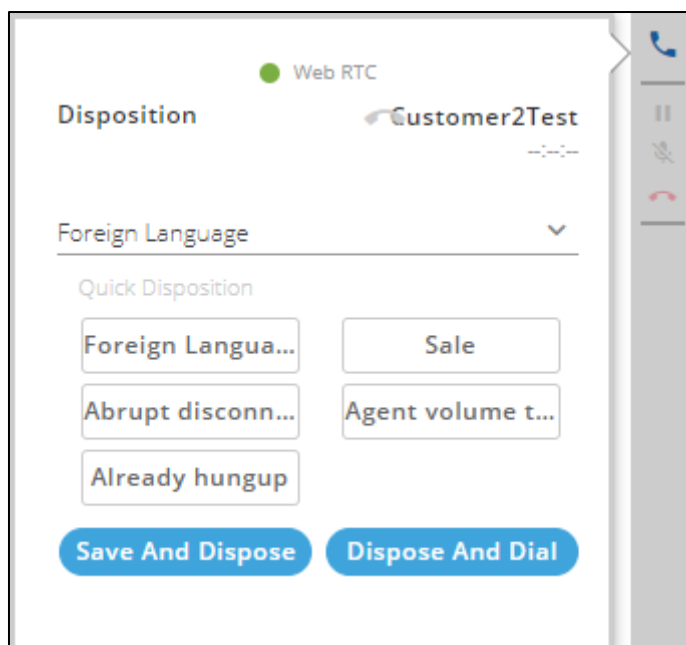 Web RTC
Disposition Customer2Test
--:--:--
Foreign Language
Quick Disposition
Foreign Langua... Sale
Abrupt disconn... Agent volume t...
Already hungup
Save And Dispose Dispose And Dial